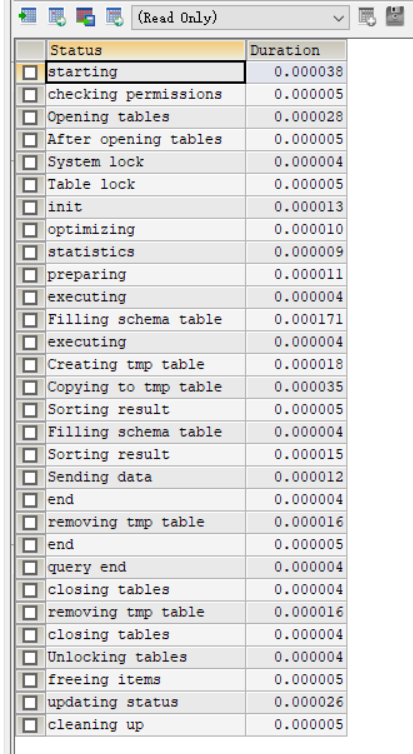 (Read Only)
Status Duration
starting 0.000038
checking permissions 0.000005
Opening tables 0.000028
After opening tables 0.000005
System lock 0.000004
Table lock 0.000005
init 0.000013
optimizing 0.000010
statistics 0.000009
preparing 0.000011
executing 0.000004
Filling schema table 0.000171
executing 0.000004
Creating tmp table 0.000018
Copying to tmp table 0.000035
Sorting result 0.000005
Filling schema table 0.000004
Sorting result 0.000015
Sending data 0.000012
end 0.000004
removing tmp table 0.000016
end 0.000005
query end 0.000004
closing tables 0.000004
removing tmp table 0.000016
closing tables 0.000004
Unlocking tables 0.000004
freeing items 0.000005
updating status 0.000026
cleaning up 0.000005